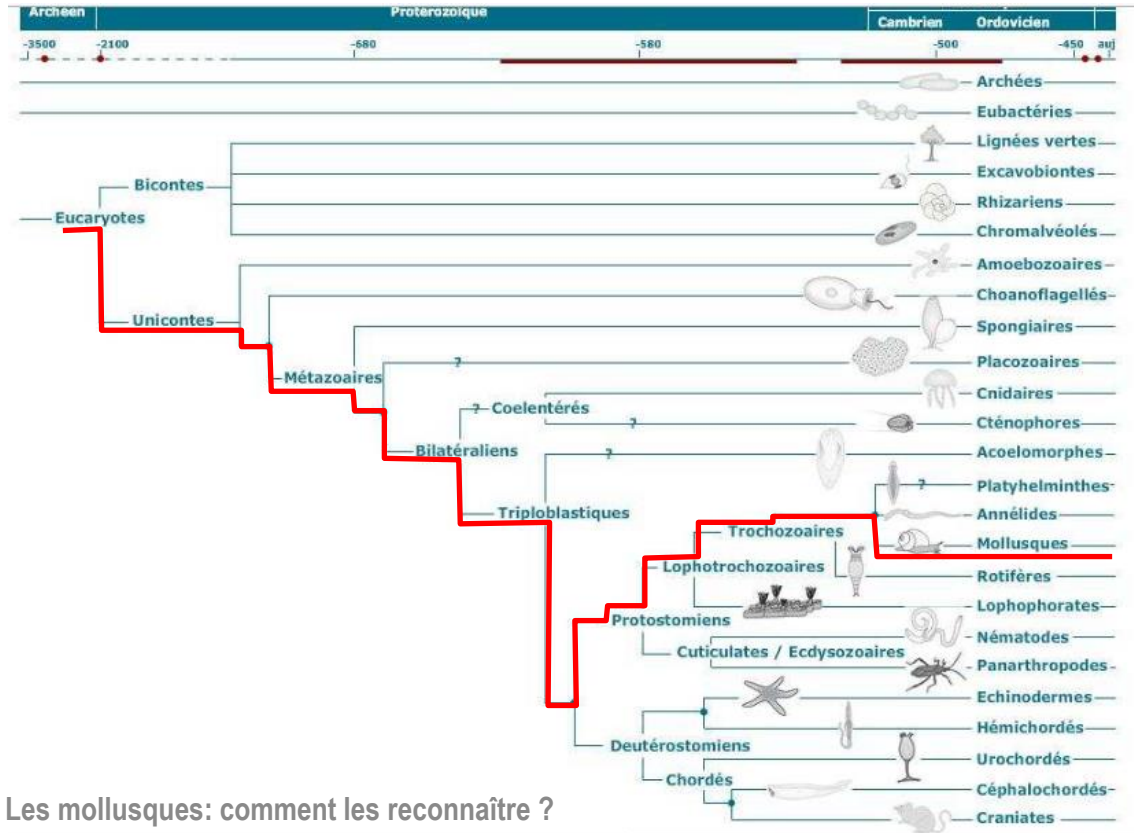 Archéen Protérozoïque
Cambrien Ordovicien
-3500 -2100 -680 -580 -500 -450 auj
Archées
Eubactéries
Lignées vertes
Excavobiontes
Bicontes
Rhizariens
Eucaryotes
Chromalvéolés
Amoebozoaires
Choanoflagellés
Unicontes
Spongiaires
? Placozoaires
Métazoaires
Cnidaires
? Coelentérés
? Cténophores
Bilatéraliens ? Acoelomorphes
? Platyhelminthes
Triploblastiques Annélides
Trochozoaires
Mollusques
Lophotrochozoaires
Rotifères
Lophophorates
Protostomiens
Nématodes
Cuticulates / Ecdysozoaires
Panarthropodes
Echinodermes
Hémichordés
Deutérostomiens
Urochordés
Chordés
Céphalochordés
Les mollusques: comment les reconnaître ?
Craniates